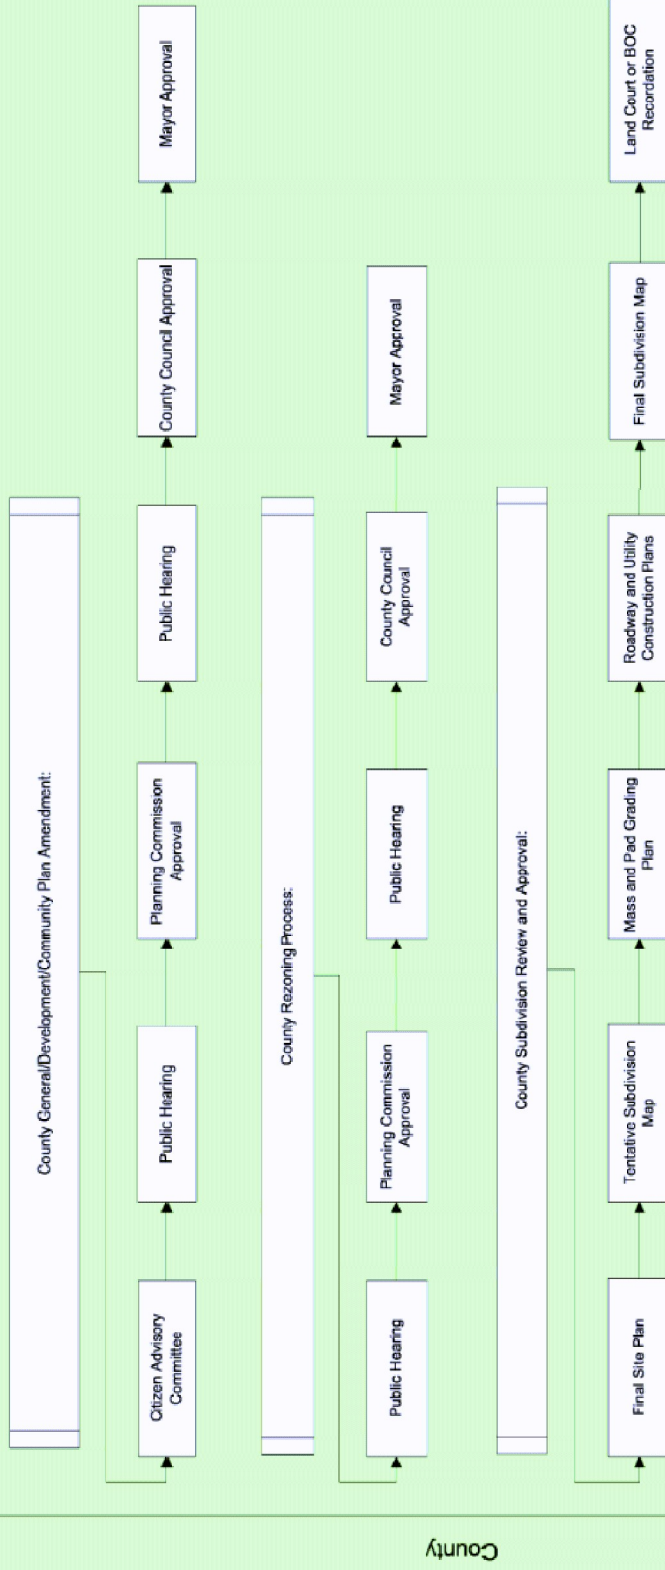 County General/Development/Community Plan Amendment:
Citizen Advisory
Committee
Public Hearing
Planning Commission
Approval
Public Hearing
County Council Approval
Mayor Approval
County Rezoning Process:
Public Hearing
Planning Commission
Approval
Public Hearing
County Council
Approval
Mayor Approval
County Subdivision Review and Approval:
Final Site Plan
Tentative Subdivision
Map
Mass and Pad Grading
Plan
Roadway and Utility
Construction Plans
Final Subdivision Map
Land Court or BOC
Recordation
County